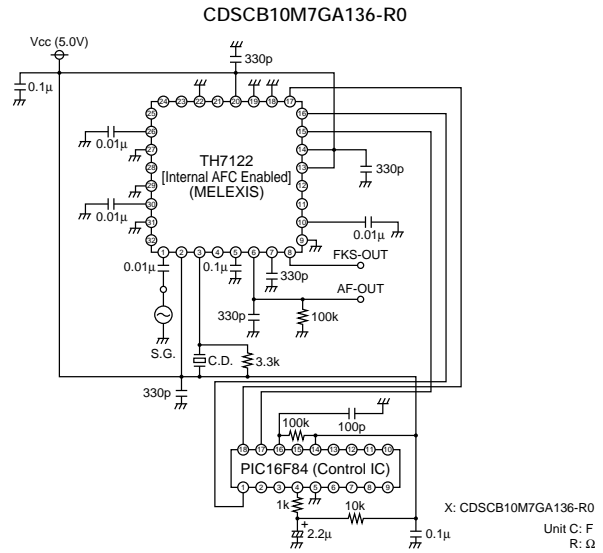 CDSCB10M7GA136-R0
Vcc (5.0V)
330p
0.1μ
24 23 22 21 20 19 18 17
25 16
26 15
0.01μ
27 14
28 13
330p
TH7122
[Internal AFC Enabled]
(MELEXIS)
29 12
30 11
0.01μ
31 10
0.01μ
32 9
1 2 3 4 5 6 7 8
FKS-OUT
0.01μ
0.1μ
330p
AF-OUT
330p
100k
S.G.
C.D.
3.3k
330p
100k
100p
18 17 16 15 14 13 12 11 10
PIC16F84 (Control IC)
1 2 3 4 5 6 7 8 9
1k
10k
+
2.2μ
0.1μ
X: CDSCB10M7GA136-R0
Unit C: F
R: Ω